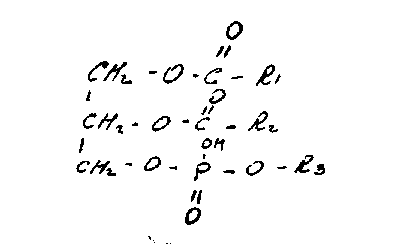 O
CH₂ - O - C - R₁
O
CH₂ - O - C - R₂
OH
CH₂ - O - P - O - R₃
O